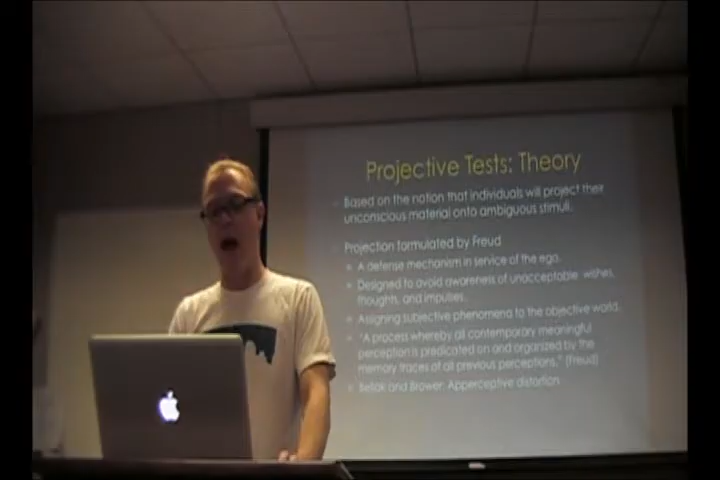 Projective Tests: Theory
Based on the notion that individuals will project their
unconscious material onto ambiguous stimuli.
Projection formulated by Freud
A defense mechanism in service of the ego.
Designed to avoid awareness of unacceptable wishes,
thoughts, and impulses.
Assigning subjective phenomena to the objective world.
"A process whereby all contemporary meaningful
perception is predicated on and organized by the
memory traces of all previous perceptions." (Freud)
Bellak and Brower: Apperceptive distortion